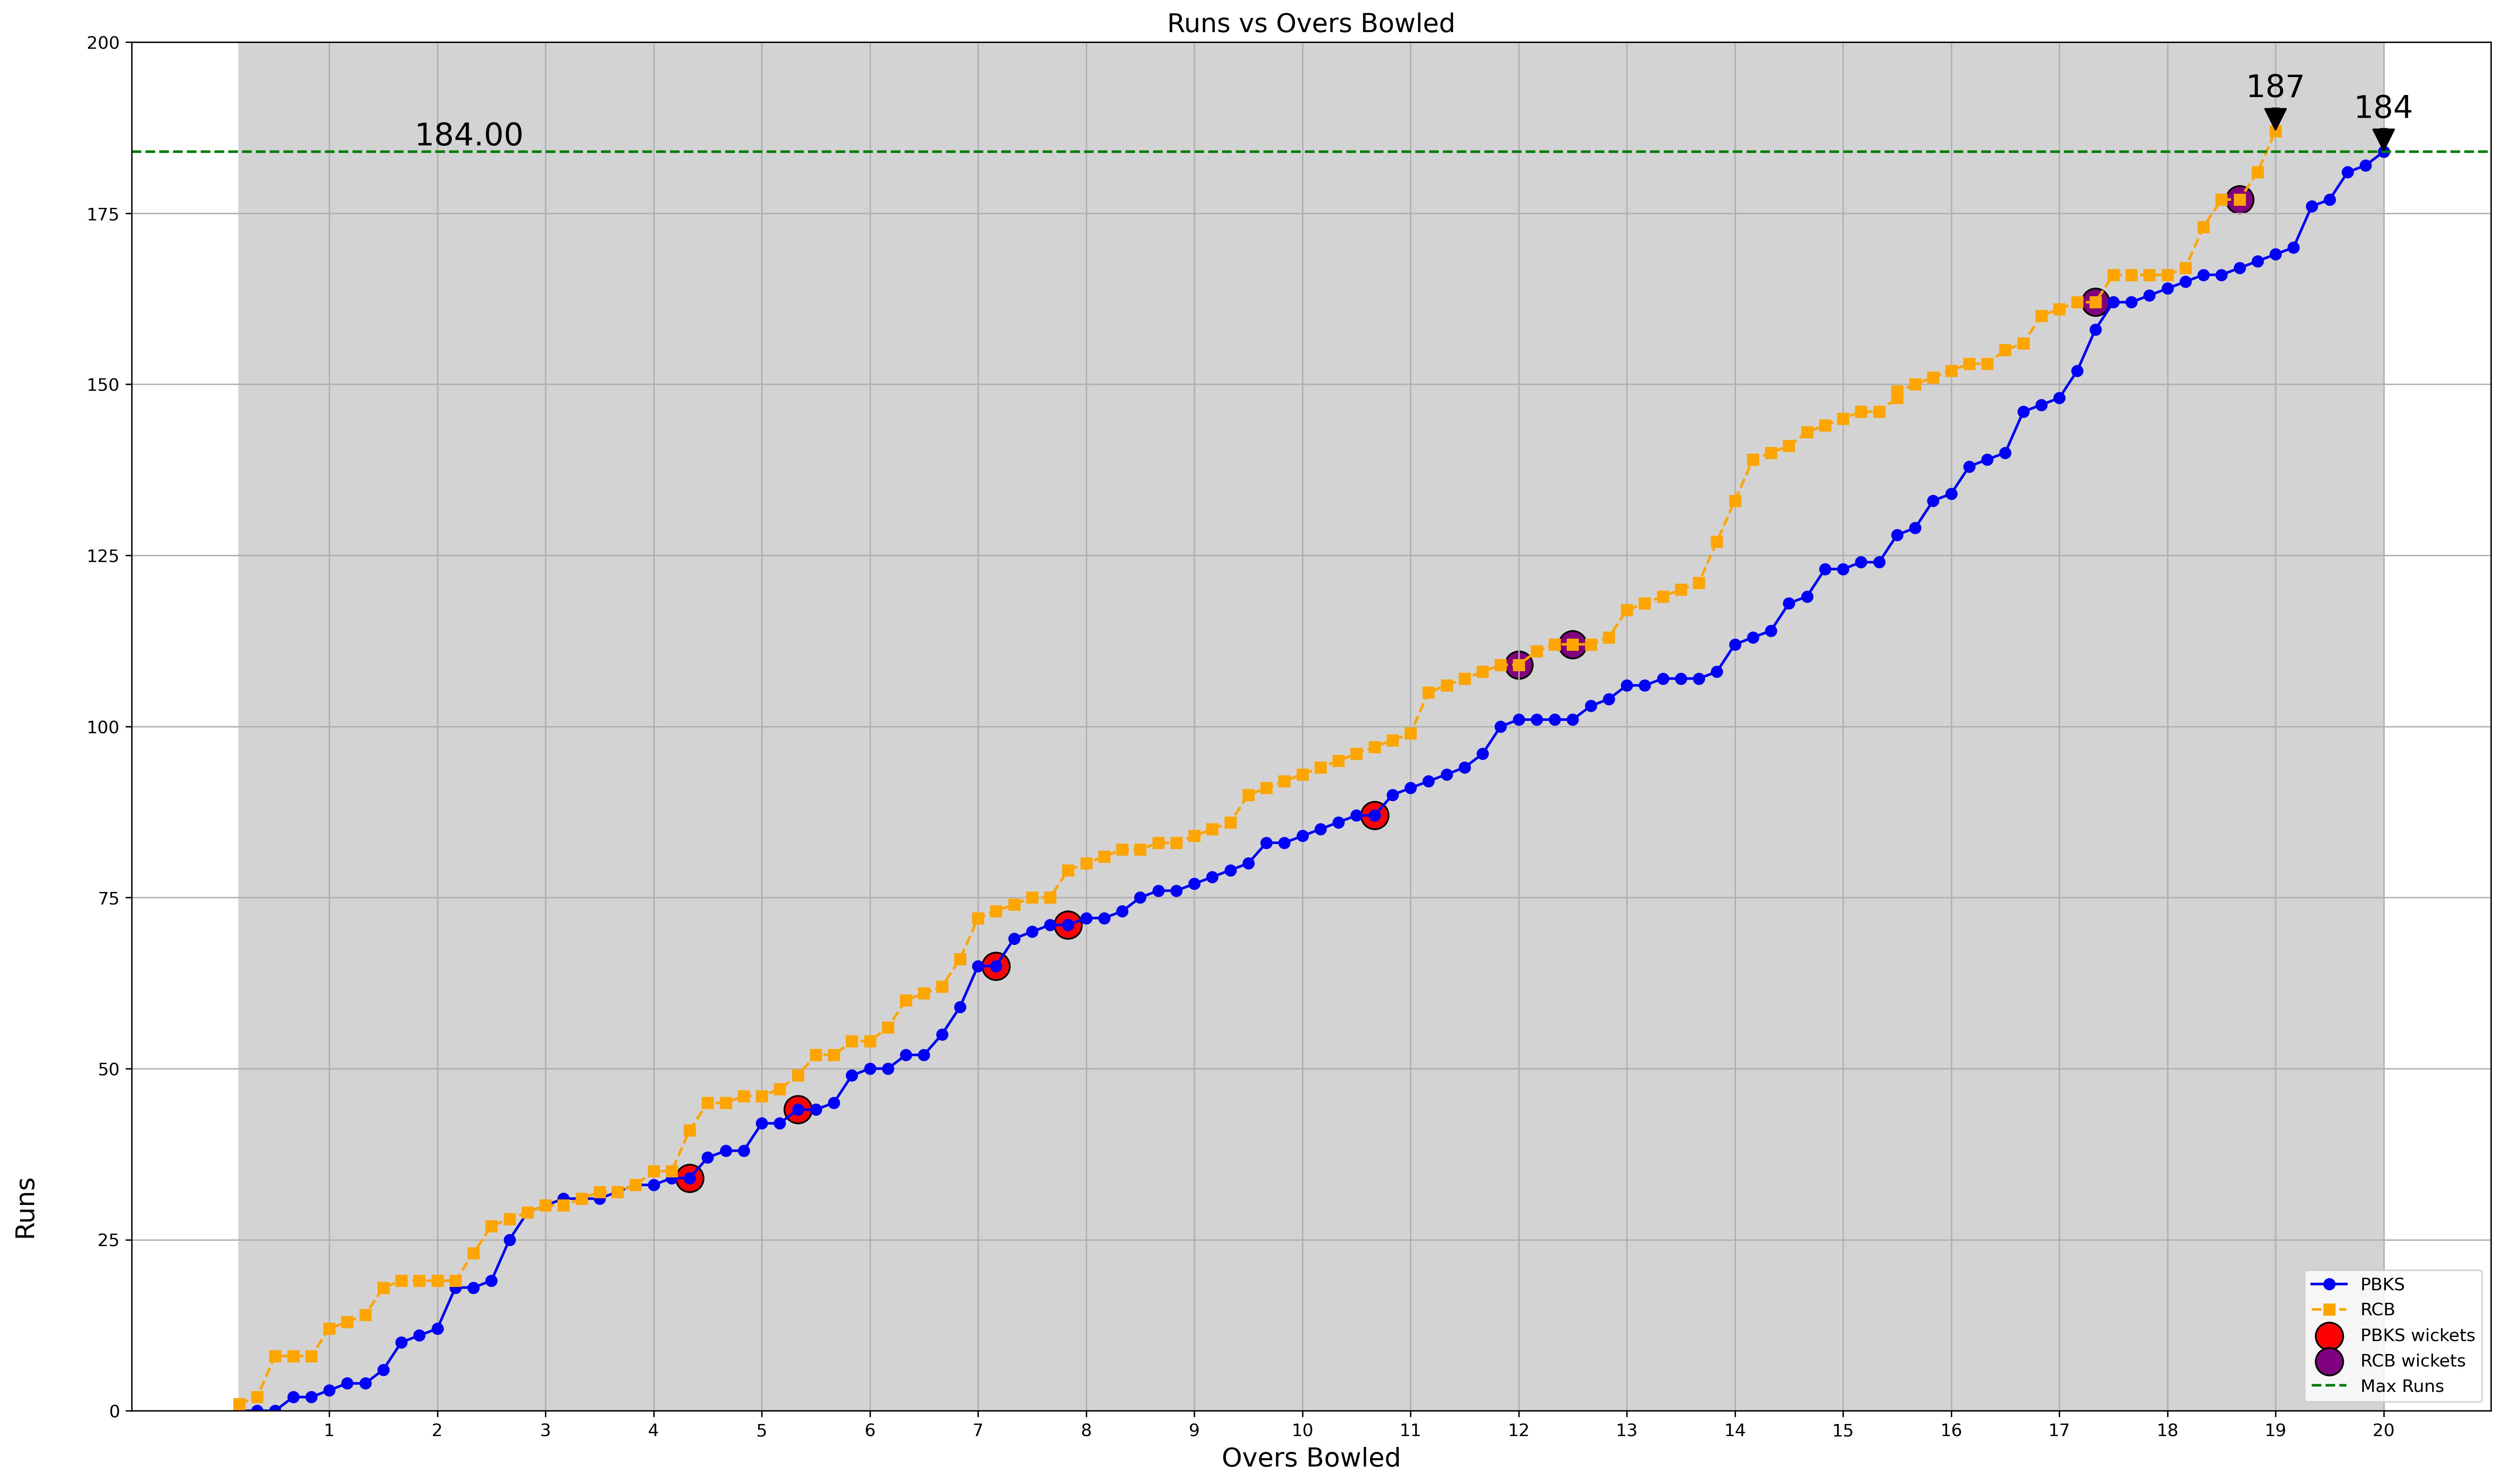 Runs vs Overs Bowled
200
175
150
125
100
75
50
25
0
Runs
184.00
187
184
1 2 3 4 5 6 7 8 9 10 11 12 13 14 15 16 17 18 19 20
Overs Bowled
PBKS
RCB
PBKS wickets
RCB wickets
Max Runs